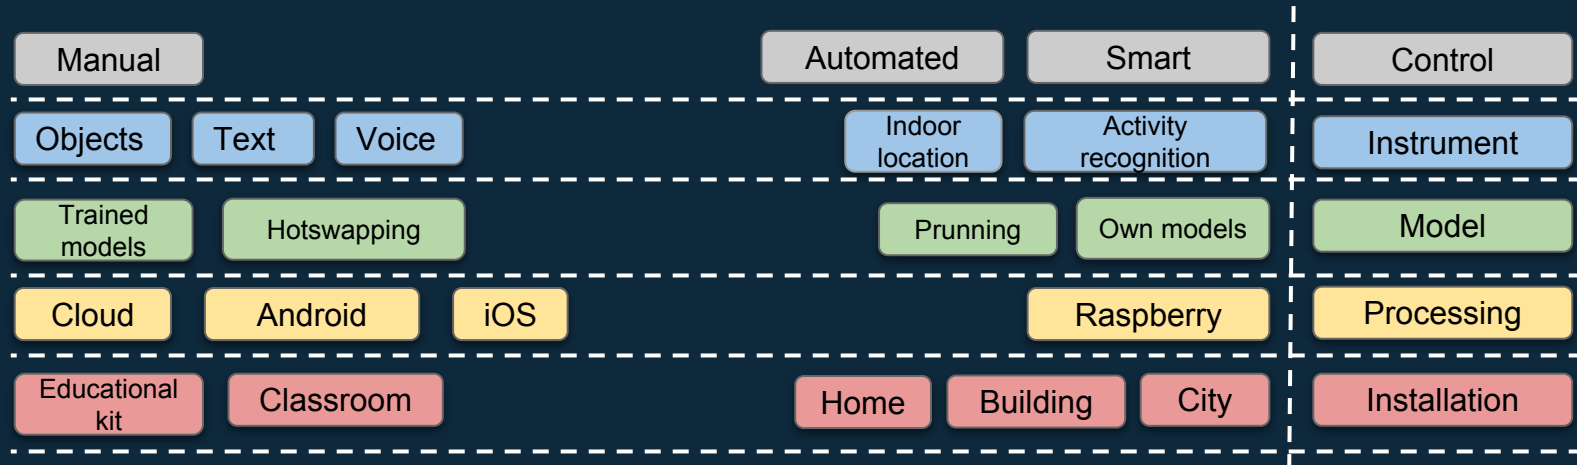 Manual
Automated
Smart
Control
Objects
Text
Voice
Indoor
location
Activity
recognition
Instrument
Trained
models
Hotswapping
Prunning
Own models
Model
Cloud
Android
iOS
Raspberry
Processing
Educational
kit
Classroom
Home
Building
City
Installation